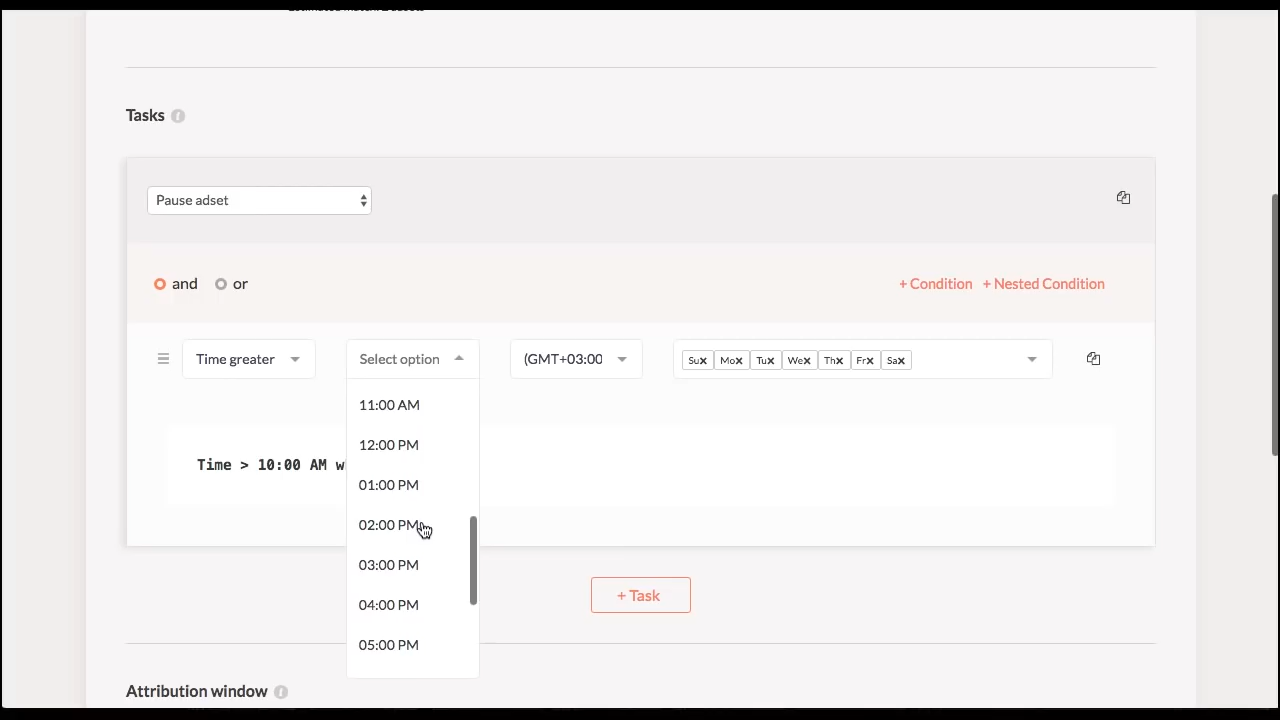 Tasks i
Pause adset
and or + Condition + Nested Condition
Time greater Select option (GMT+03:00 Su× Mo× Tu× We× Th× Fr× Sa×
11:00 AM
12:00 PM
Time > 10:00 AM w
01:00 PM
02:00 PM
03:00 PM
04:00 PM
05:00 PM
+ Task
Attribution window i